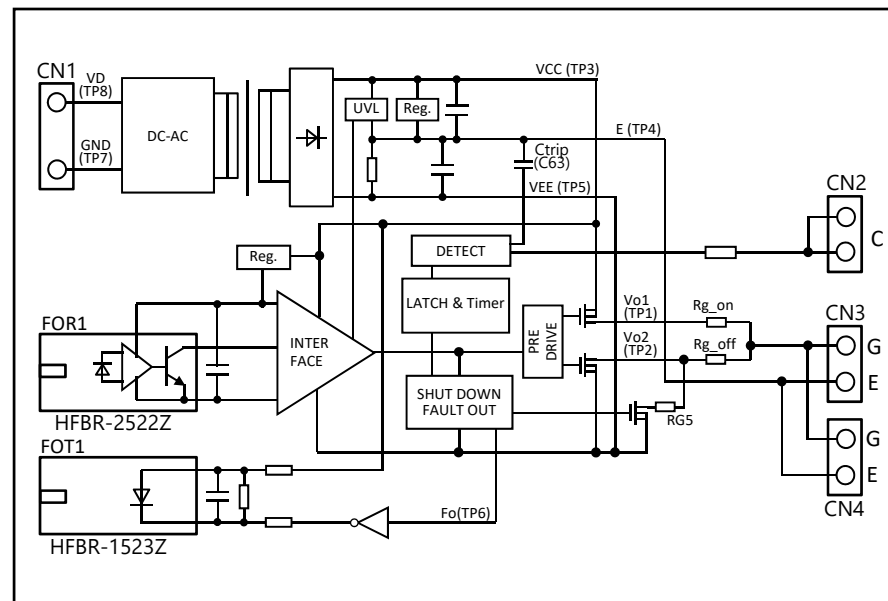 CN1
VD
(TP8)
GND
(TP7)
DC-AC
VCC (TP3)
UVL
Reg.
E (TP4)
Ctrip
(C63)
VEE (TP5)
CN2
C
Reg.
DETECT
LATCH & Timer
FOR1
INTER
FACE
PRE
DRIVE
Vo1
(TP1)
Rg_on
Vo2
(TP2)
Rg_off
CN3
G
E
SHUT DOWN
FAULT OUT
RG5
HFBR-2522Z
FOT1
G
E
CN4
Fo(TP6)
HFBR-1523Z